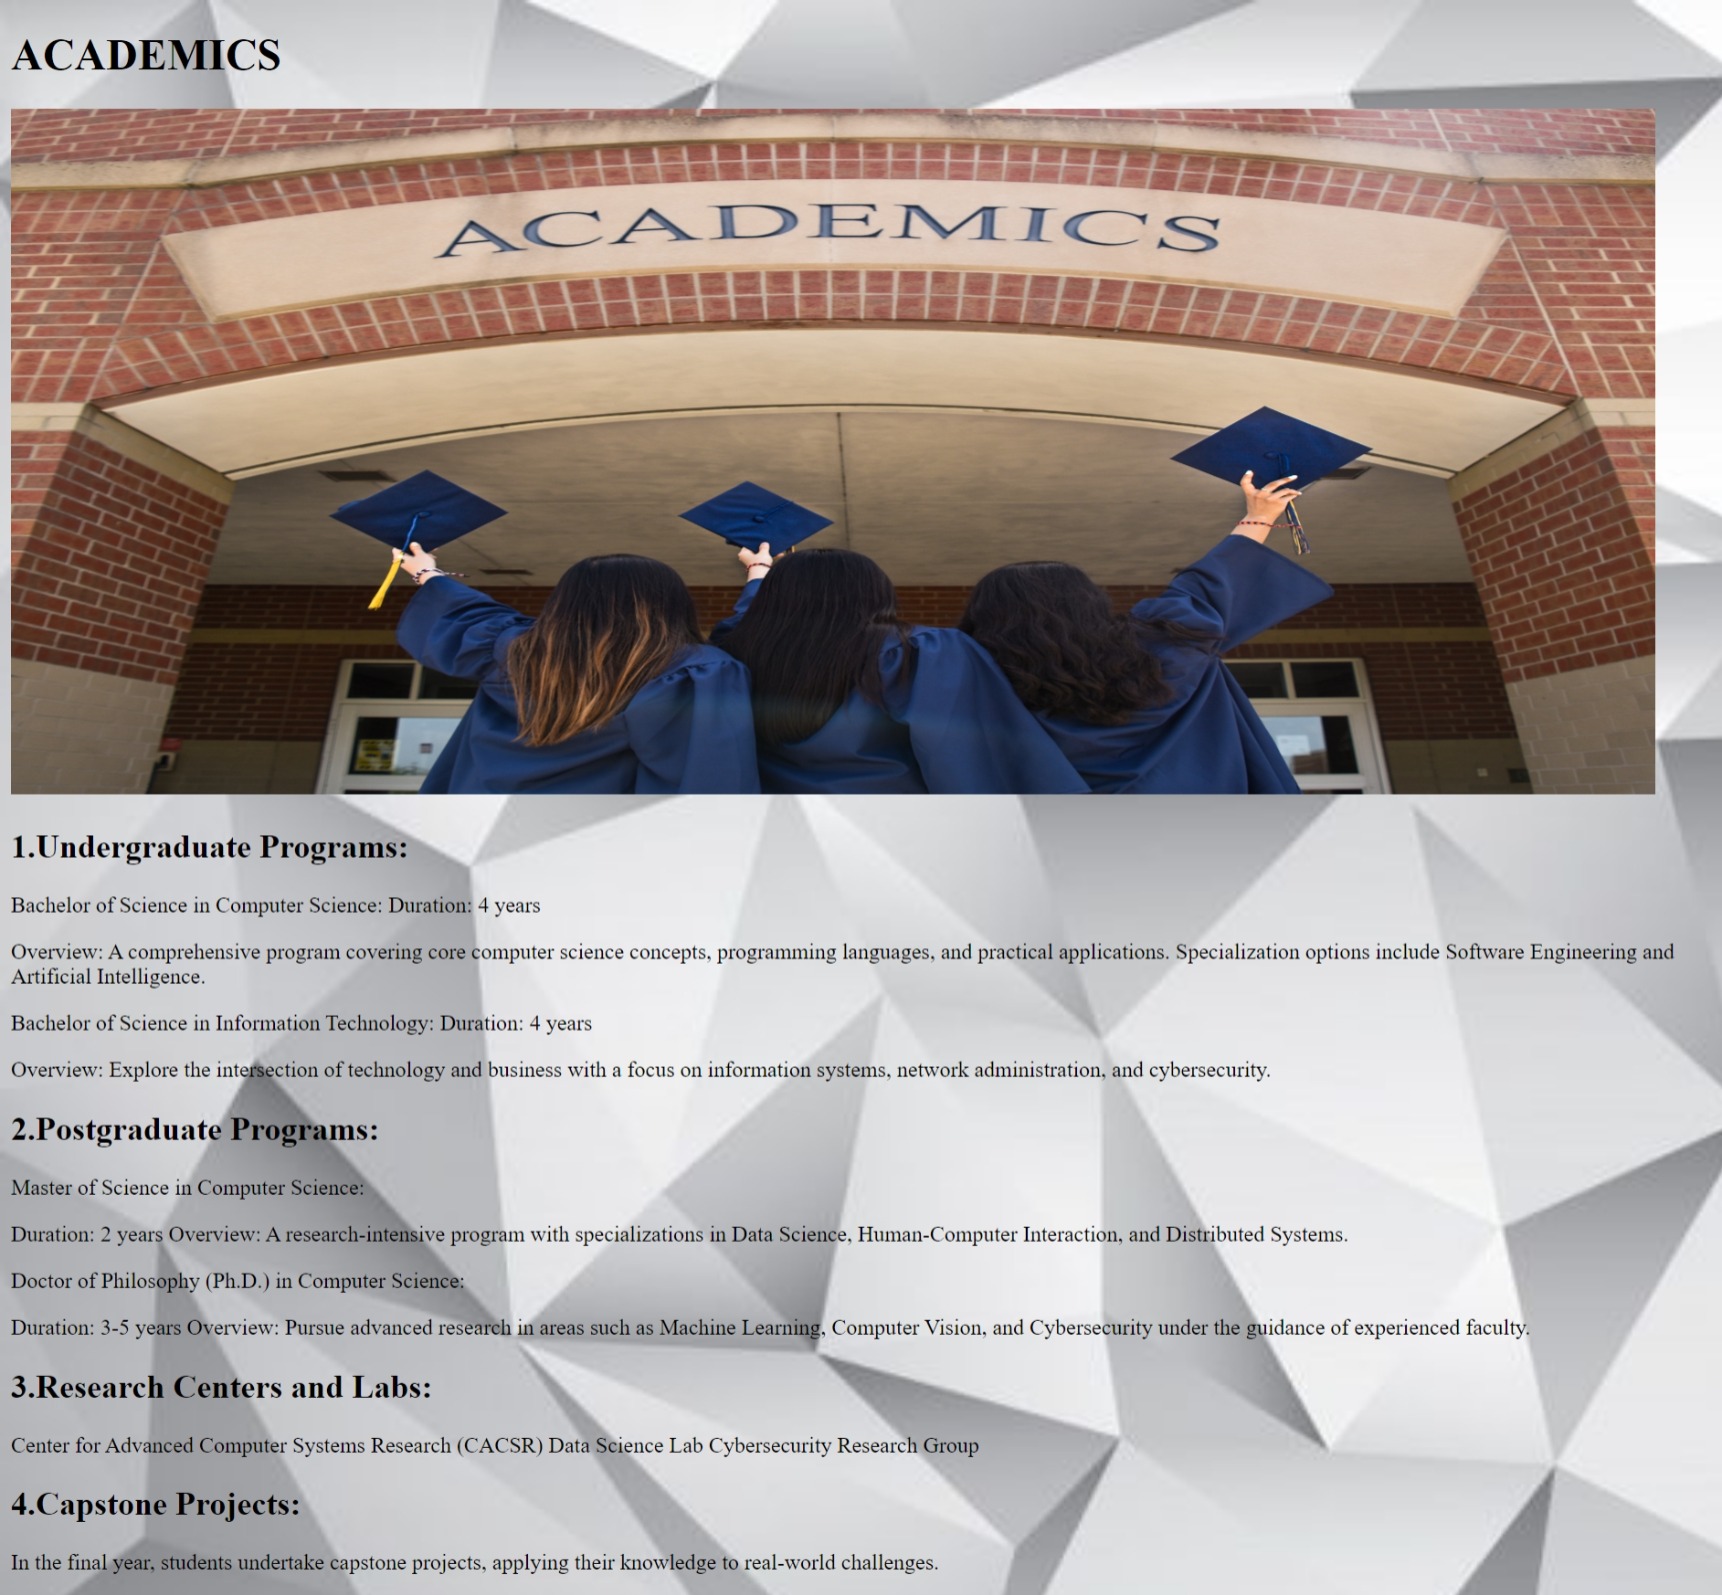 ACADEMICS
ACADEMICS
1.Undergraduate Programs:
Bachelor of Science in Computer Science: Duration: 4 years
Overview: A comprehensive program covering core computer science concepts, programming languages, and practical applications. Specialization options include Software Engineering and
Artificial Intelligence.
Bachelor of Science in Information Technology: Duration: 4 years
Overview: Explore the intersection of technology and business with a focus on information systems, network administration, and cybersecurity.
2.Postgraduate Programs:
Master of Science in Computer Science:
Duration: 2 years Overview: A research-intensive program with specializations in Data Science, Human-Computer Interaction, and Distributed Systems.
Doctor of Philosophy (Ph.D.) in Computer Science:
Duration: 3-5 years Overview: Pursue advanced research in areas such as Machine Learning, Computer Vision, and Cybersecurity under the guidance of experienced faculty.
3.Research Centers and Labs:
Center for Advanced Computer Systems Research (CACSR) Data Science Lab Cybersecurity Research Group
4.Capstone Projects:
In the final year, students undertake capstone projects, applying their knowledge to real-world challenges.